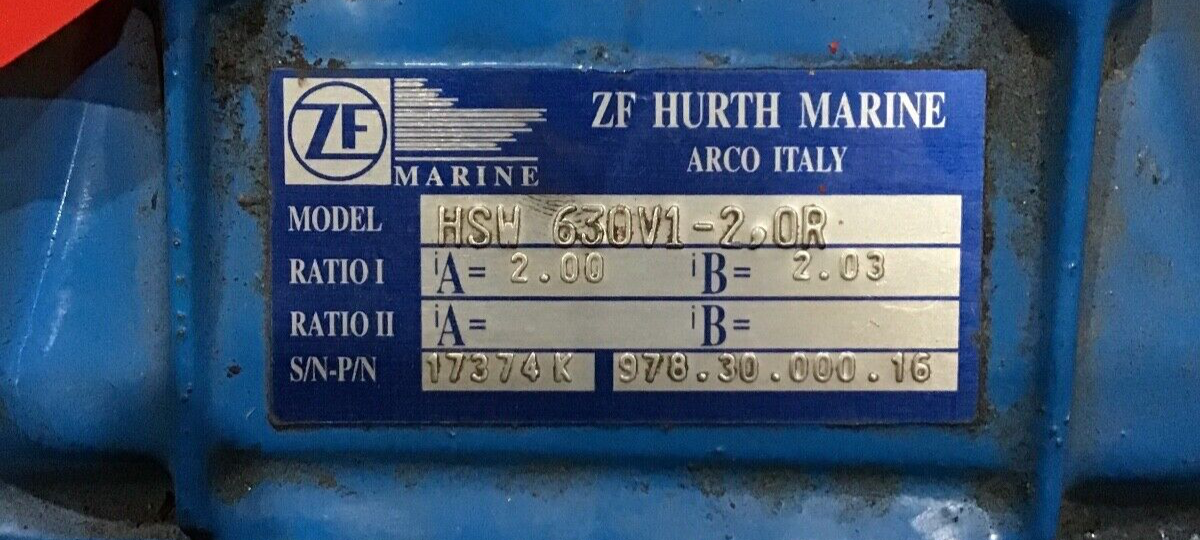 ZF
MARINE
ZF HURTH MARINE
ARCO ITALY
MODEL HSW 630V1-2,0R
RATIO I iA= 2.00 iB= 2.03
RATIO II iA= iB=
S/N-P/N 17374K 978.30.000.16